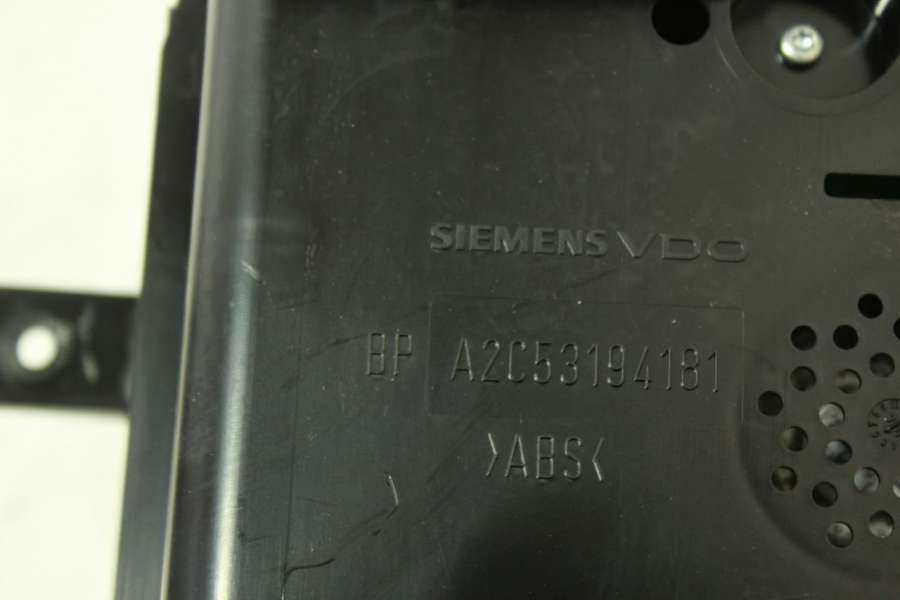 SIEMENS VDO
BP A2C53194181
>ABS<